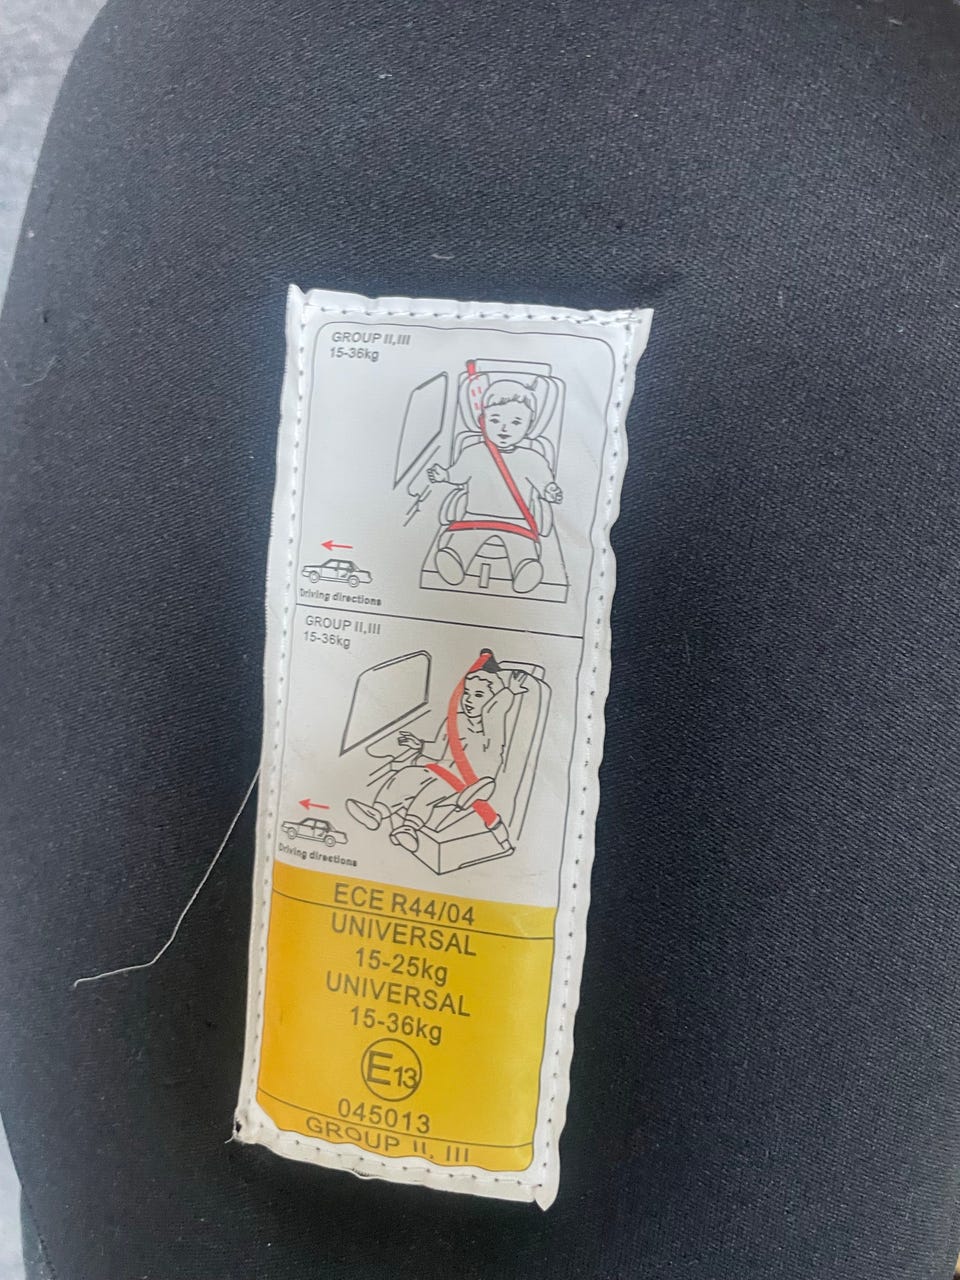 GROUP II,III
15-36kg
Driving directions
GROUP II,III
15-36kg
Driving directions
ECE R44/04
UNIVERSAL
15-25kg
UNIVERSAL
15-36kg
E13
045013
GROUP II, III